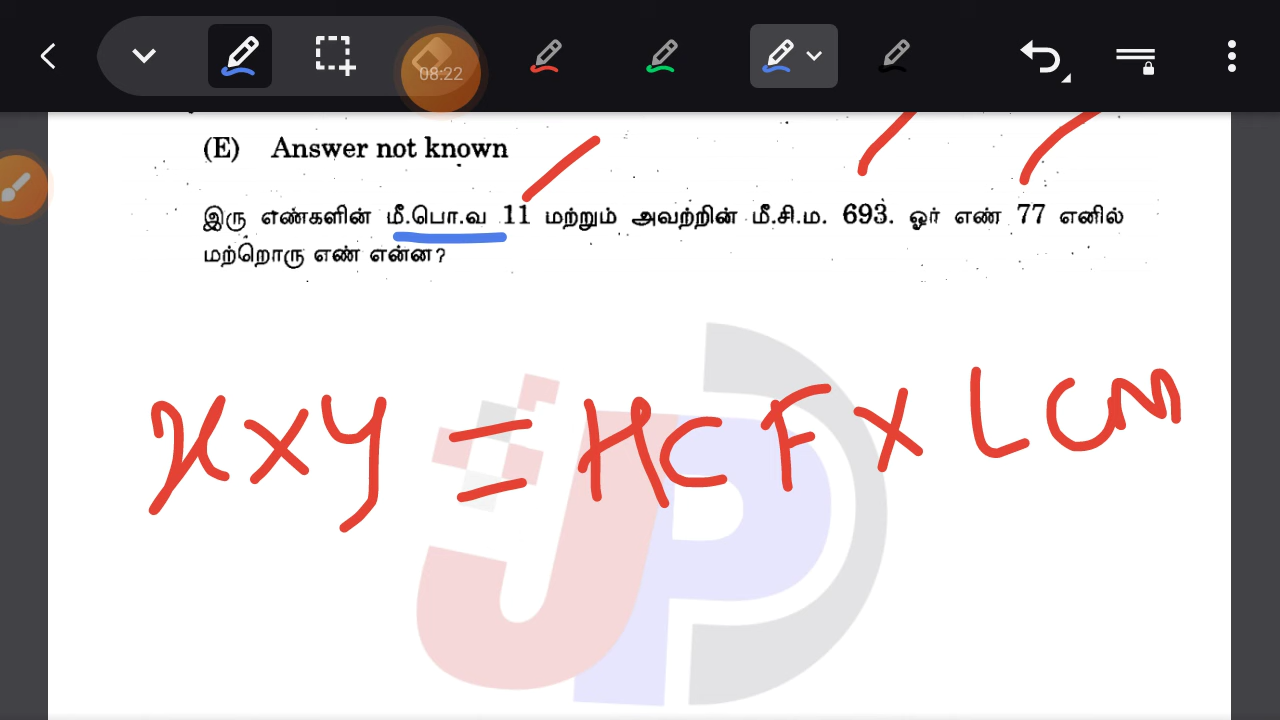 08:22
(E) Answer not known
இரு எண்களின் மீ.பொ.வ 11 மற்றும் அவற்றின் மீ.சி.ம. 693. ஓர் எண் 77 எனில்
மற்றொரு எண் என்ன?
x × y = HCF × LCM
JP